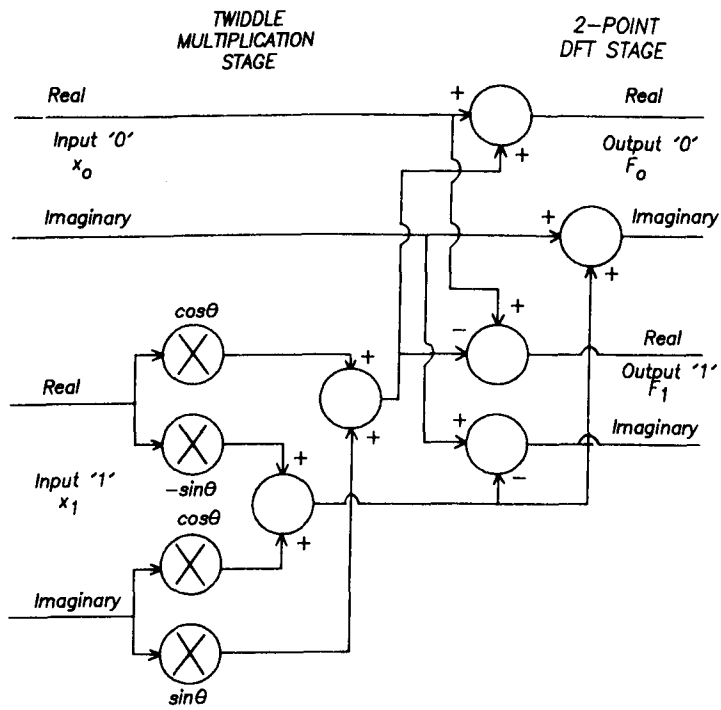 TWIDDLE
MULTIPLICATION
STAGE
2-POINT
DFT STAGE
Real
+
Real
Input '0'
x₀
+
Output '0'
F₀
Imaginary
+
Imaginary
+
cosθ
+
−
Real
+
Output '1'
F₁
Real
+
+
Imaginary
Input '1'
x₁
-sinθ
+
−
cosθ
+
Imaginary
sinθ